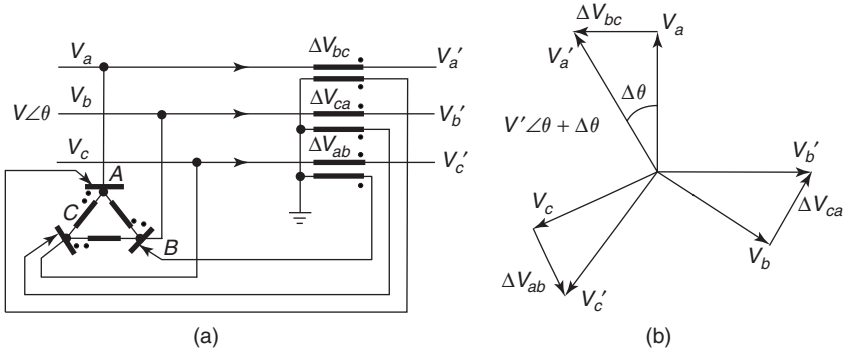 V_a
ΔV_bc
V_a′
V_b
V∠θ
ΔV_ca
V_b′
V_c
ΔV_ab
V_c′
A
C
B
(a)
ΔV_bc
V_a
V_a′
Δθ
V′∠θ + Δθ
V_b′
V_c
ΔV_ca
V_b
ΔV_ab
V_c′
(b)